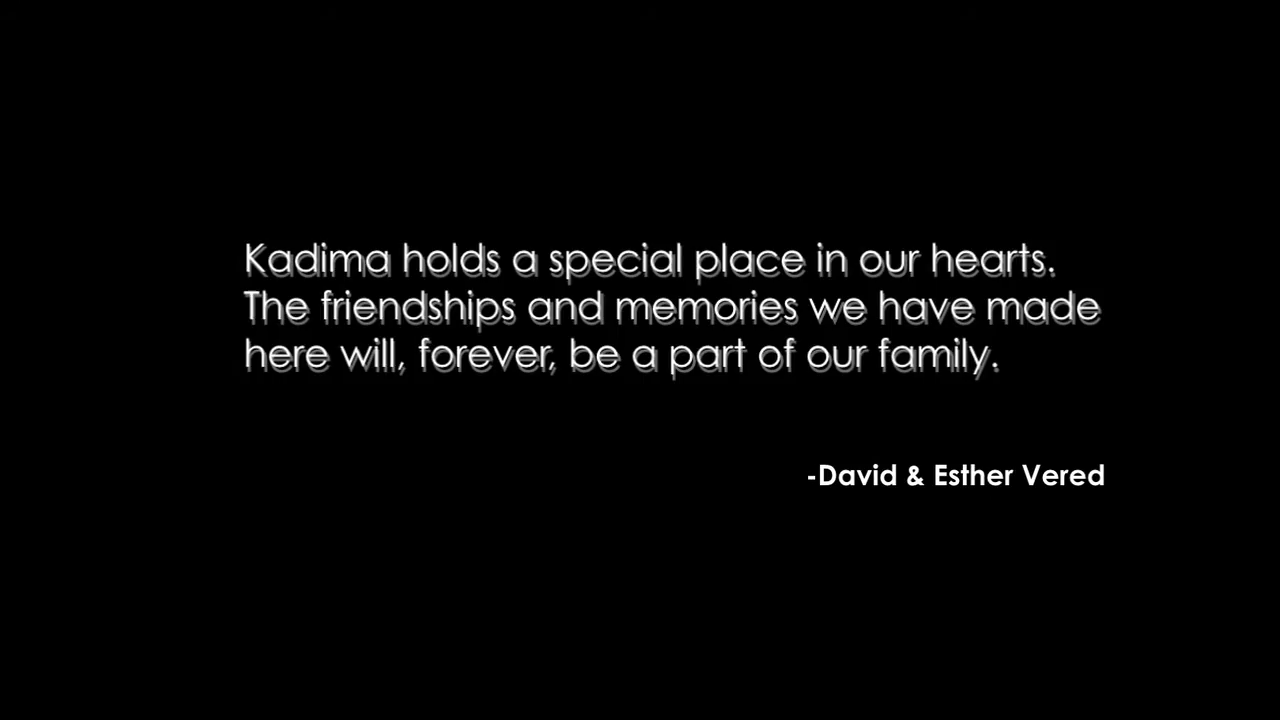 Kadima holds a special place in our hearts.
The friendships and memories we have made
here will, forever, be a part of our family.
-David & Esther Vered